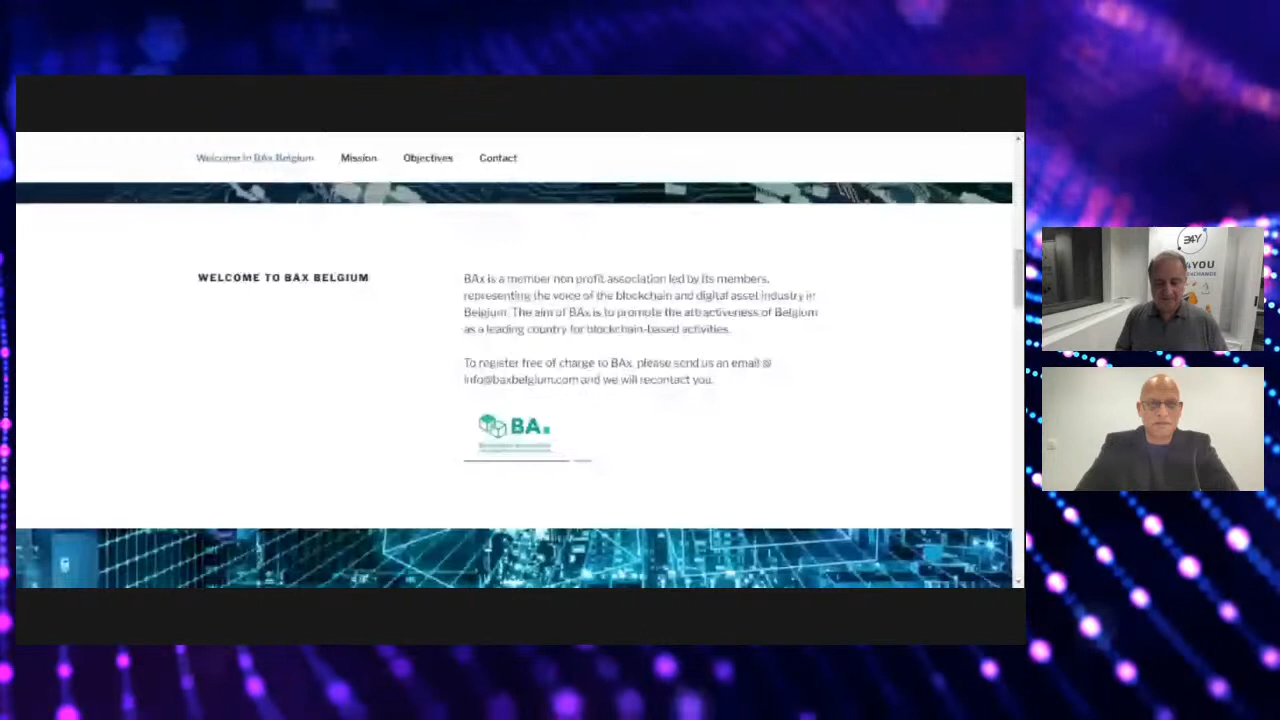 Welcome to BAx Belgium Mission Objectives Contact
WELCOME TO BAX BELGIUM
BAx is a member non profit association led by its members,
representing the voice of the blockchain and digital asset industry in
Belgium. The aim of BAx is to promote the attractiveness of Belgium
as a leading country for blockchain-based activities.
To register free of charge to BAx, please send us an email @
info@baxbelgium.com and we will recontact you.
BA.